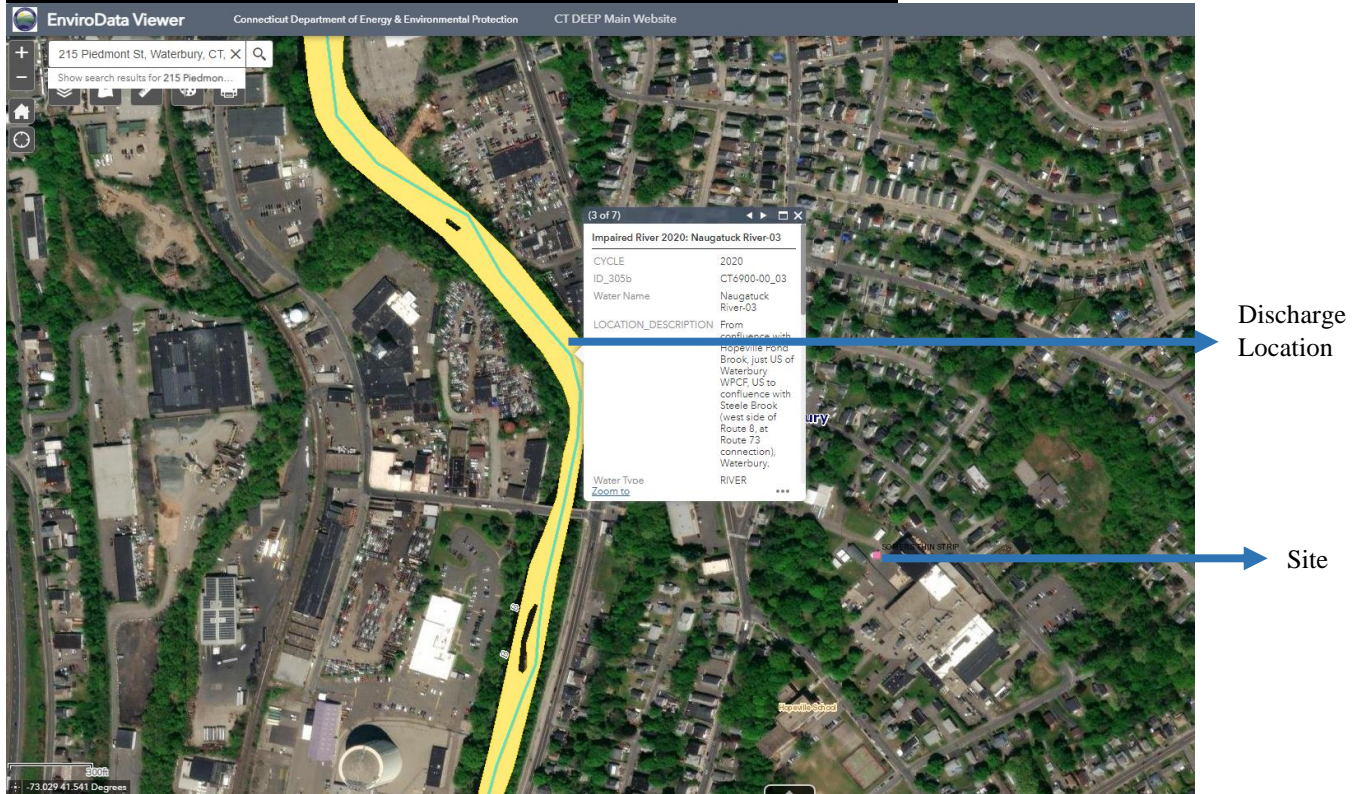 EnviroData Viewer
Connecticut Department of Energy & Environmental Protection
CT DEEP Main Website
+
215 Piedmont St, Waterbury, CT, X
−
Show search results for 215 Piedmon...
(3 of 7)
Impaired River 2020: Naugatuck River-03
CYCLE 2020
ID_305b CT6900-00_03
Water Name Naugatuck
River-03
LOCATION_DESCRIPTION From
confluence with
Hopeville Pond
Brook, just US of
Waterbury
WPCF, US to
confluence with
Steele Brook
(west side of
Route 8, at
Route 73
connection),
Waterbury.
Water Type RIVER
Zoom to
...
Discharge
Location
ury
SOMERS THIN STRIP
Site
Hopeville School
300ft
-73.029 41.541 Degrees